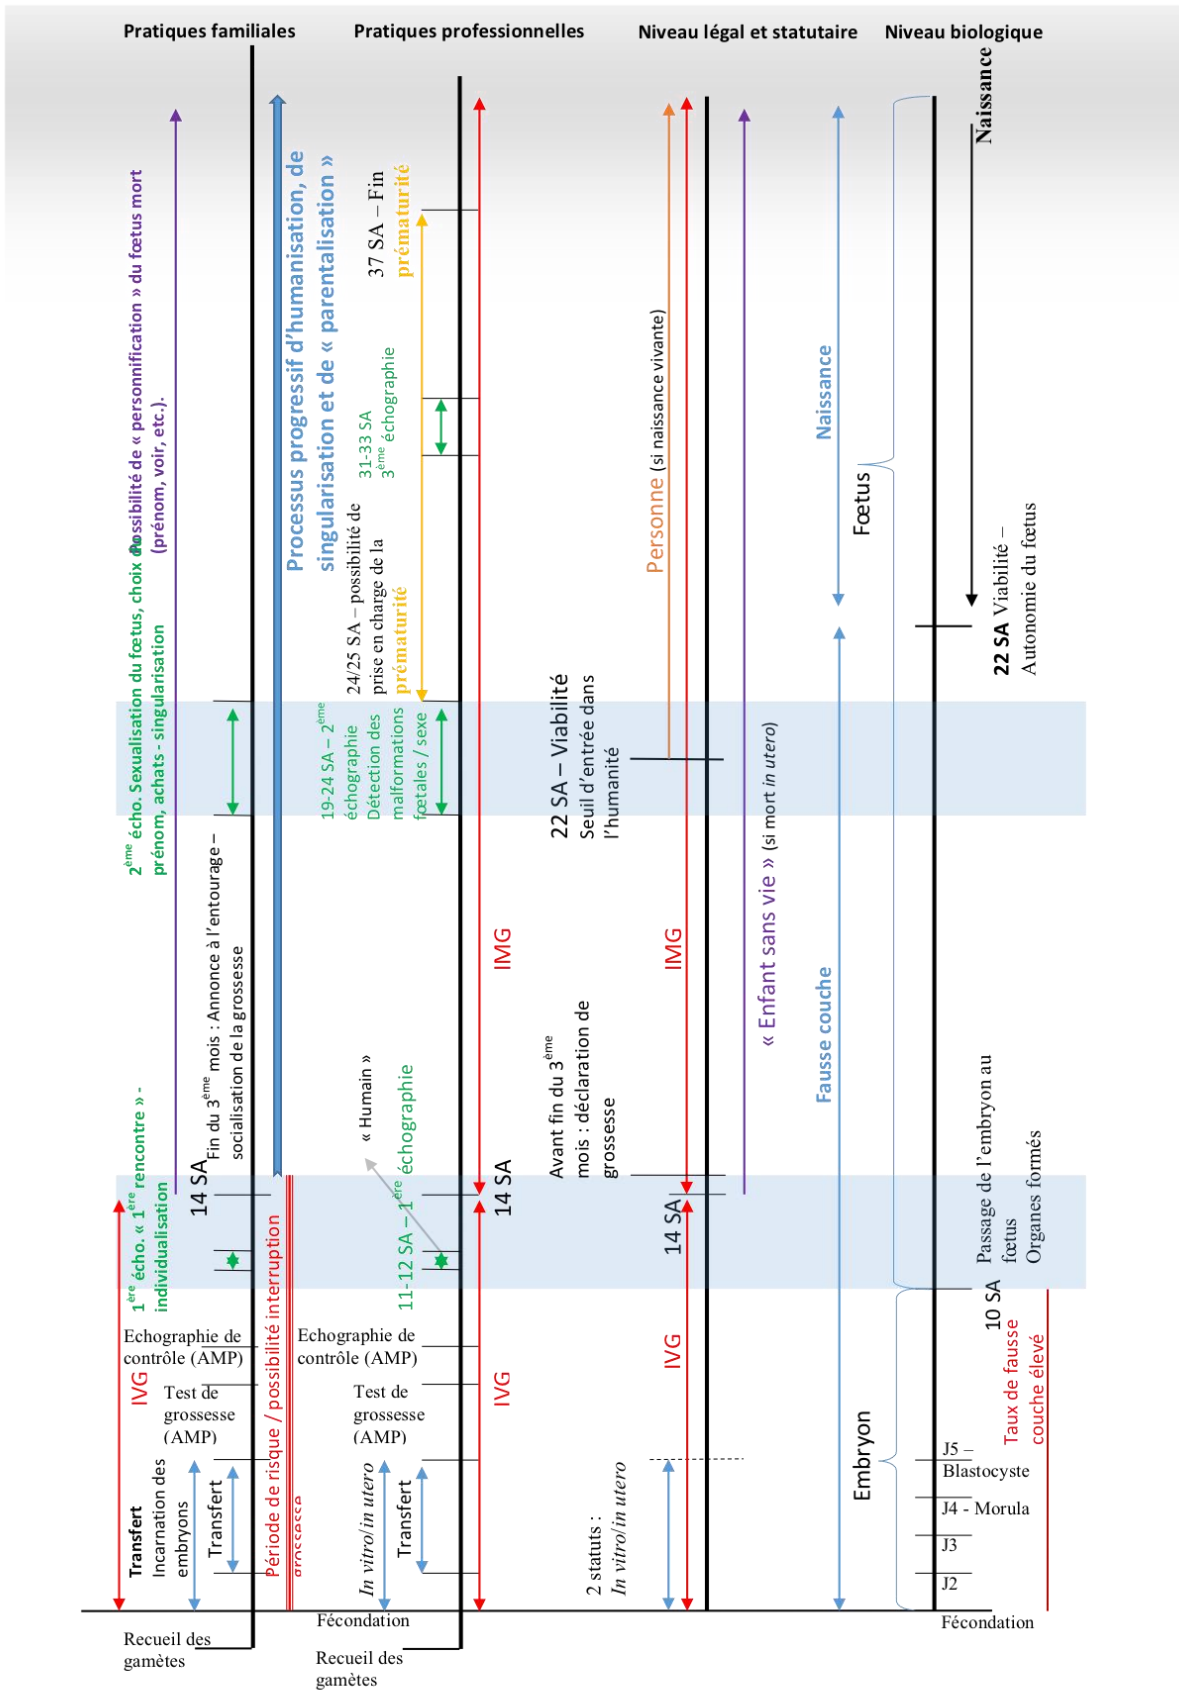 Pratiques familiales
Pratiques professionnelles
Niveau légal et statutaire
Niveau biologique
Possibilité de « personnification » du fœtus mort
(prénom, voir, etc.).
2ème écho. Sexualisation du fœtus, choix du
prénom, achats - singularisation
Fin du 3ème mois : Annonce à l'entourage –
socialisation de la grossesse
1ère écho. « 1ère rencontre » -
individualisation
14 SA
IVG
Echographie de
contrôle (AMP)
Test de
grossesse
(AMP)
Transfert
Incarnation des
embryons
Transfert
Recueil des
gamètes
Processus progressif d'humanisation, de
singularisation et de « parentalisation »
Période de risque / possibilité interruption
grossesse
37 SA – Fin
prématurité
31-33 SA
3ème échographie
24/25 SA – possibilité de
prise en charge de la
prématurité
19-24 SA – 2ème
échographie
Détection des
malformations
fœtales / sexe
IMG
« Humain »
11-12 SA – 1ère échographie
14 SA
Echographie de
contrôle (AMP)
Test de
grossesse
(AMP)
IVG
In vitro/in utero
Transfert
Fécondation
Recueil des
gamètes
Personne (si naissance vivante)
22 SA – Viabilité
Seuil d'entrée dans
l'humanité
IMG
« Enfant sans vie » (si mort in utero)
Avant fin du 3ème
mois : déclaration de
grossesse
14 SA
IVG
2 statuts :
In vitro/in utero
Naissance
Fausse couche
Naissance
Fœtus
22 SA Viabilité –
Autonomie du fœtus
Passage de l'embryon au
fœtus
Organes formés
10 SA
Taux de fausse
couche élevé
Embryon
J5 –
Blastocyste
J4 - Morula
J3
J2
Fécondation